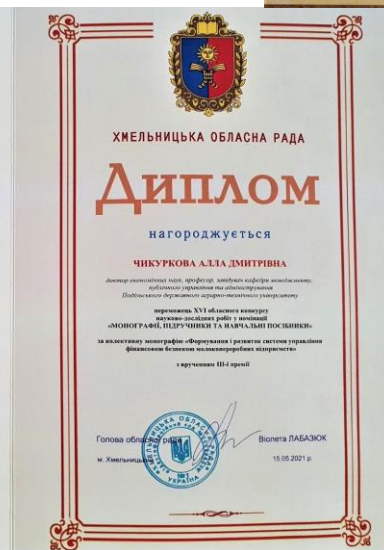 ХМЕЛЬНИЦЬКА ОБЛАСНА РАДА
ДИПЛОМ
нагороджується
ЧИКУРКОВА АЛЛА ДМИТРІВНА
доктор економічних наук, професор, завідувач кафедри менеджменту,
публічного управління та адміністрування
Подільського державного аграрно-технічного університету
переможець XVI обласного конкурсу
науково-дослідних робіт у номінації
«МОНОГРАФІЇ, ПІДРУЧНИКИ ТА НАВЧАЛЬНІ ПОСІБНИКИ»
за колективну монографію «Формування і розвиток системи управління
фінансовою безпекою молокопереробних підприємств»
з врученням III-ї премії
Голова обласної ради
Віолета ЛАБАЗЮК
м. Хмельницький
15.05.2021 р.
УКРАЇНА